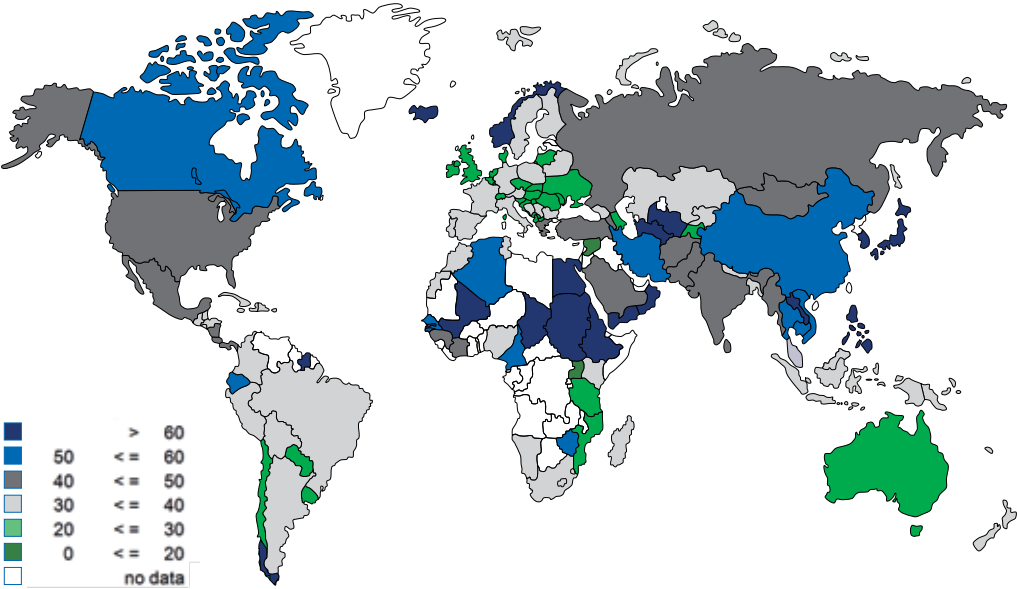 > 60
50 < = 60
40 < = 50
30 < = 40
20 < = 30
0 < = 20
no data